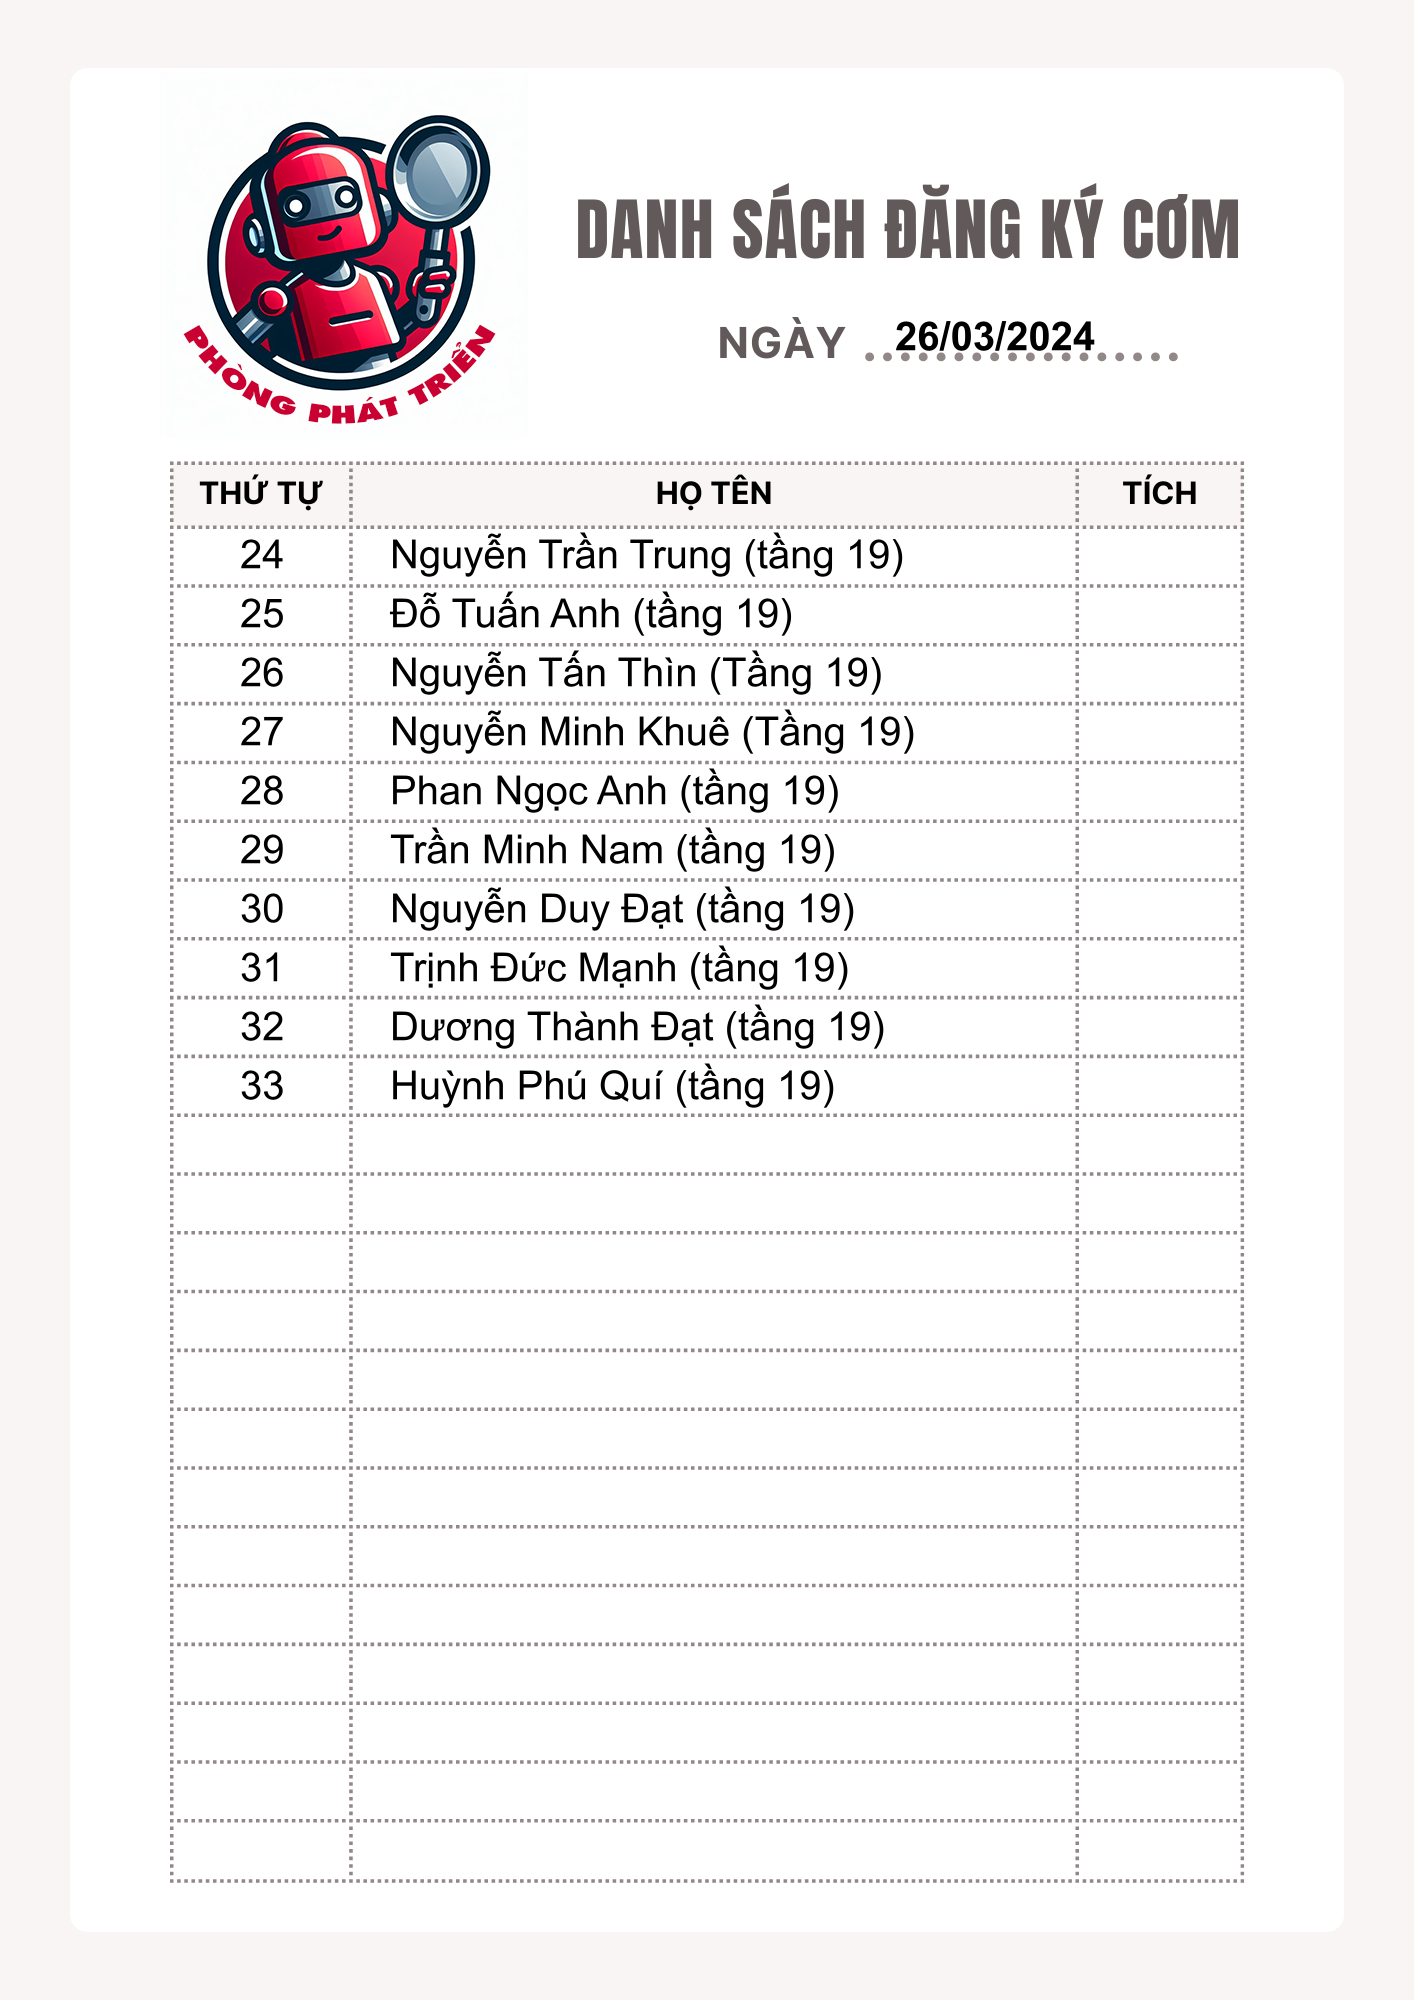 DANH SÁCH ĐĂNG KÝ CƠM
NGÀY 26/03/2024
PHÒNG PHÁT TRIỂN
THỨ TỰ HỌ TÊN TÍCH
24 Nguyễn Trần Trung (tầng 19)
25 Đỗ Tuấn Anh (tầng 19)
26 Nguyễn Tấn Thìn (Tầng 19)
27 Nguyễn Minh Khuê (Tầng 19)
28 Phan Ngọc Anh (tầng 19)
29 Trần Minh Nam (tầng 19)
30 Nguyễn Duy Đạt (tầng 19)
31 Trịnh Đức Mạnh (tầng 19)
32 Dương Thành Đạt (tầng 19)
33 Huỳnh Phú Quí (tầng 19)